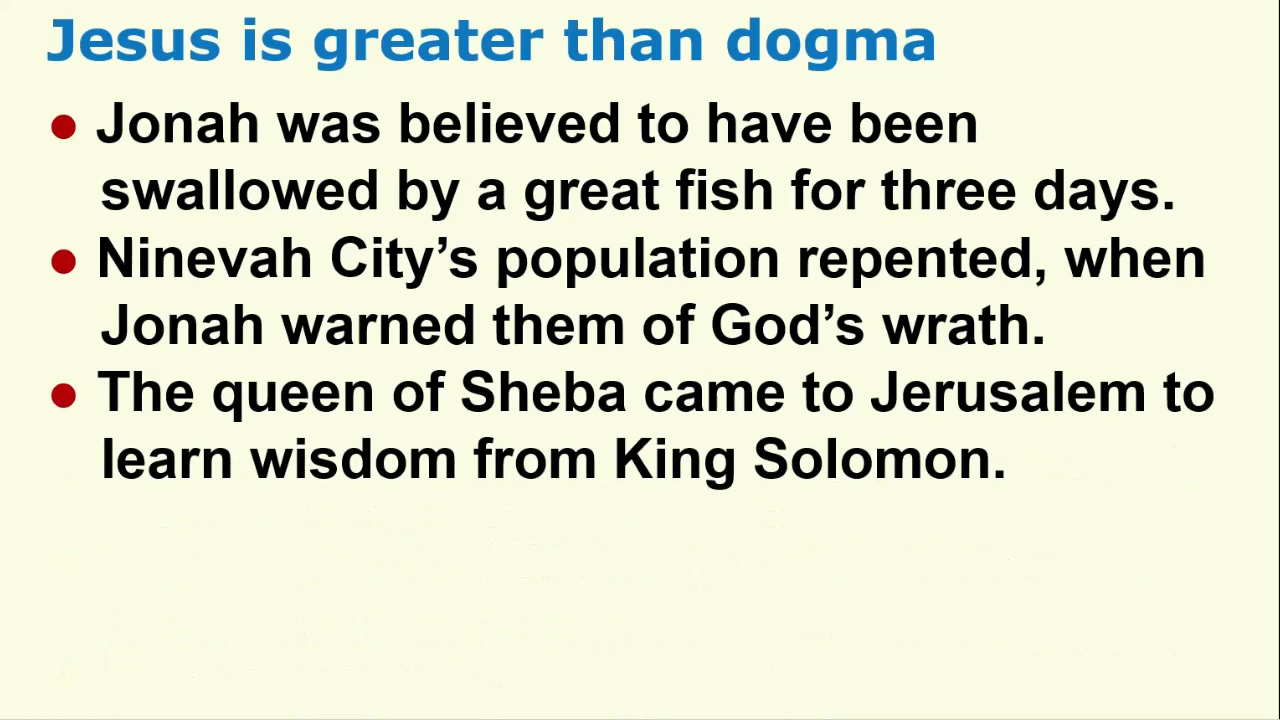 Jesus is greater than dogma
● Jonah was believed to have been
swallowed by a great fish for three days.
● Ninevah City’s population repented, when
Jonah warned them of God’s wrath.
● The queen of Sheba came to Jerusalem to
learn wisdom from King Solomon.